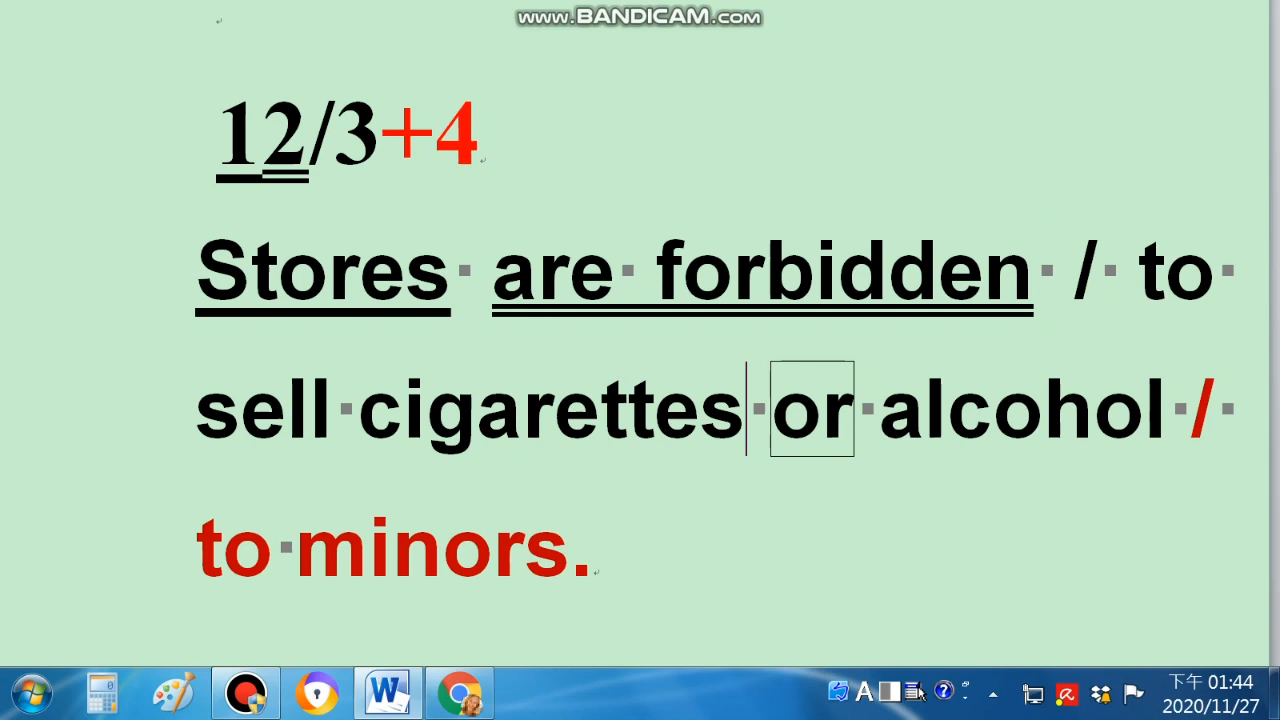 www.BANDICAM.com
12/3+4
Stores are forbidden / to
sell cigarettes or alcohol /
to minors.
下午 01:44
2020/11/27